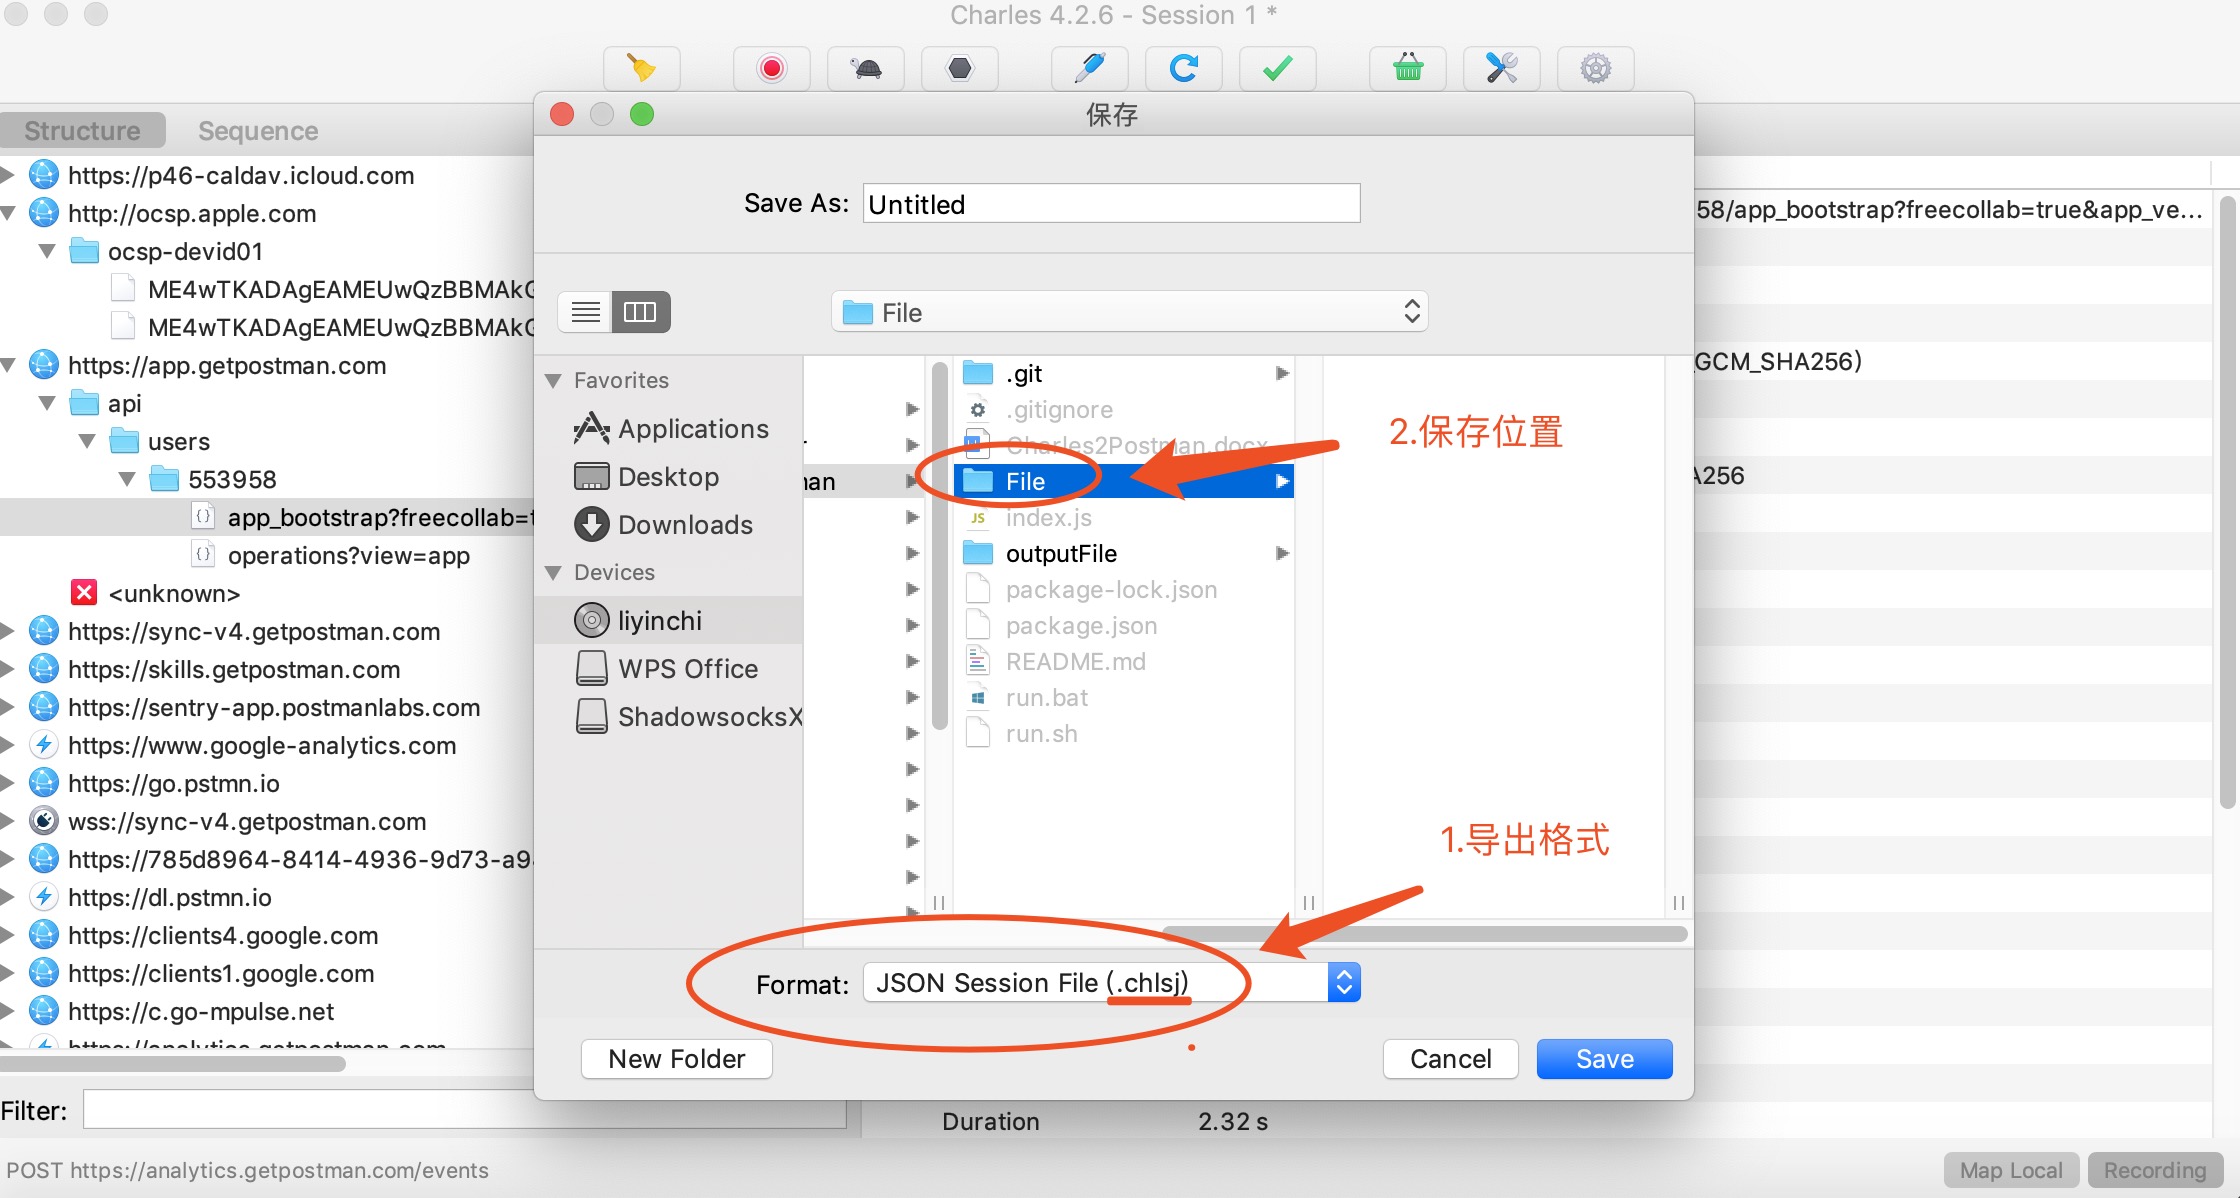 Charles 4.2.6 - Session 1 *
Structure
Sequence
https://p46-caldav.icloud.com
http://ocsp.apple.com
ocsp-devid01
ME4wTKADAgEAMEUwQzBBMAk
ME4wTKADAgEAMEUwQzBBMAk
https://app.getpostman.com
api
users
553958
app_bootstrap?freecollab=
operations?view=app
<unknown>
https://sync-v4.getpostman.com
https://skills.getpostman.com
https://sentry-app.postmanlabs.com
https://www.google-analytics.com
https://go.pstmn.io
wss://sync-v4.getpostman.com
https://785d8964-8414-4936-9d73-a9
https://dl.pstmn.io
https://clients4.google.com
https://clients1.google.com
https://c.go-mpulse.net
https://analytics.getpostman.com
Filter:
POST https://analytics.getpostman.com/events
保存
Save As:
Untitled
File
Favorites
Applications
Desktop
Downloads
Devices
liyinchi
WPS Office
ShadowsocksX
an
.git
.gitignore
Charles2Postman.docx
File
JS
index.js
outputFile
package-lock.json
package.json
README.md
run.bat
run.sh
2.保存位置
1.导出格式
Format:
JSON Session File (.chlsj)
New Folder
Cancel
Save
58/app_bootstrap?freecollab=true&app_ve...
GCM_SHA256)
A256
Duration
2.32 s
Map Local
Recording